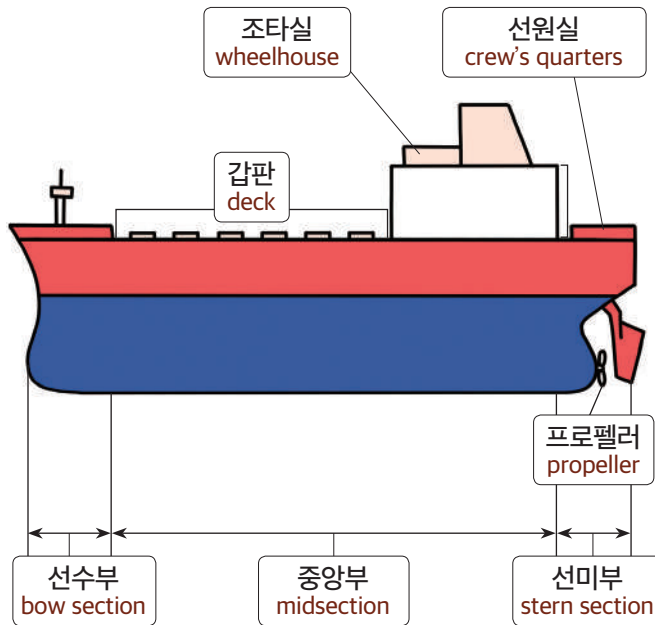 조타실
wheelhouse
선원실
crew's quarters
갑판
deck
프로펠러
propeller
선수부
bow section
중앙부
midsection
선미부
stern section